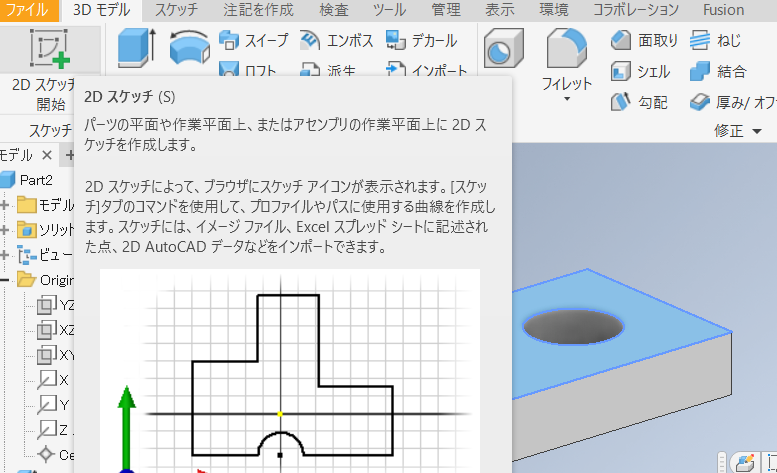 ファイル 3D モデル スケッチ 注記を作成 検査 ツール 管理 表示 環境 コラボレーション Fusion
スイープ エンボス デカール 面取り ねじ
ロフト 派生 インポート シェル 結合
2D スケッチ
開始
フィレット
勾配 厚み/
スケッチ
修正
2D スケッチ (S)
パーツの平面や作業平面上、またはアセンブリの作業平面上に 2D ス
ケッチを作成します。
2D スケッチによって、ブラウザにスケッチ アイコンが表示されます。[スケッ
チ]タブのコマンドを使用して、プロファイルやパスに使用する曲線を作成し
ます。スケッチには、イメージ ファイル、Excel スプレッド シートに記述され
た点、2D AutoCAD データなどをインポートできます。
モデル × +
Part2
モデル
ソリッド
ビュー
Origin
YZ
XZ
XY
X
Y
Z
Ce